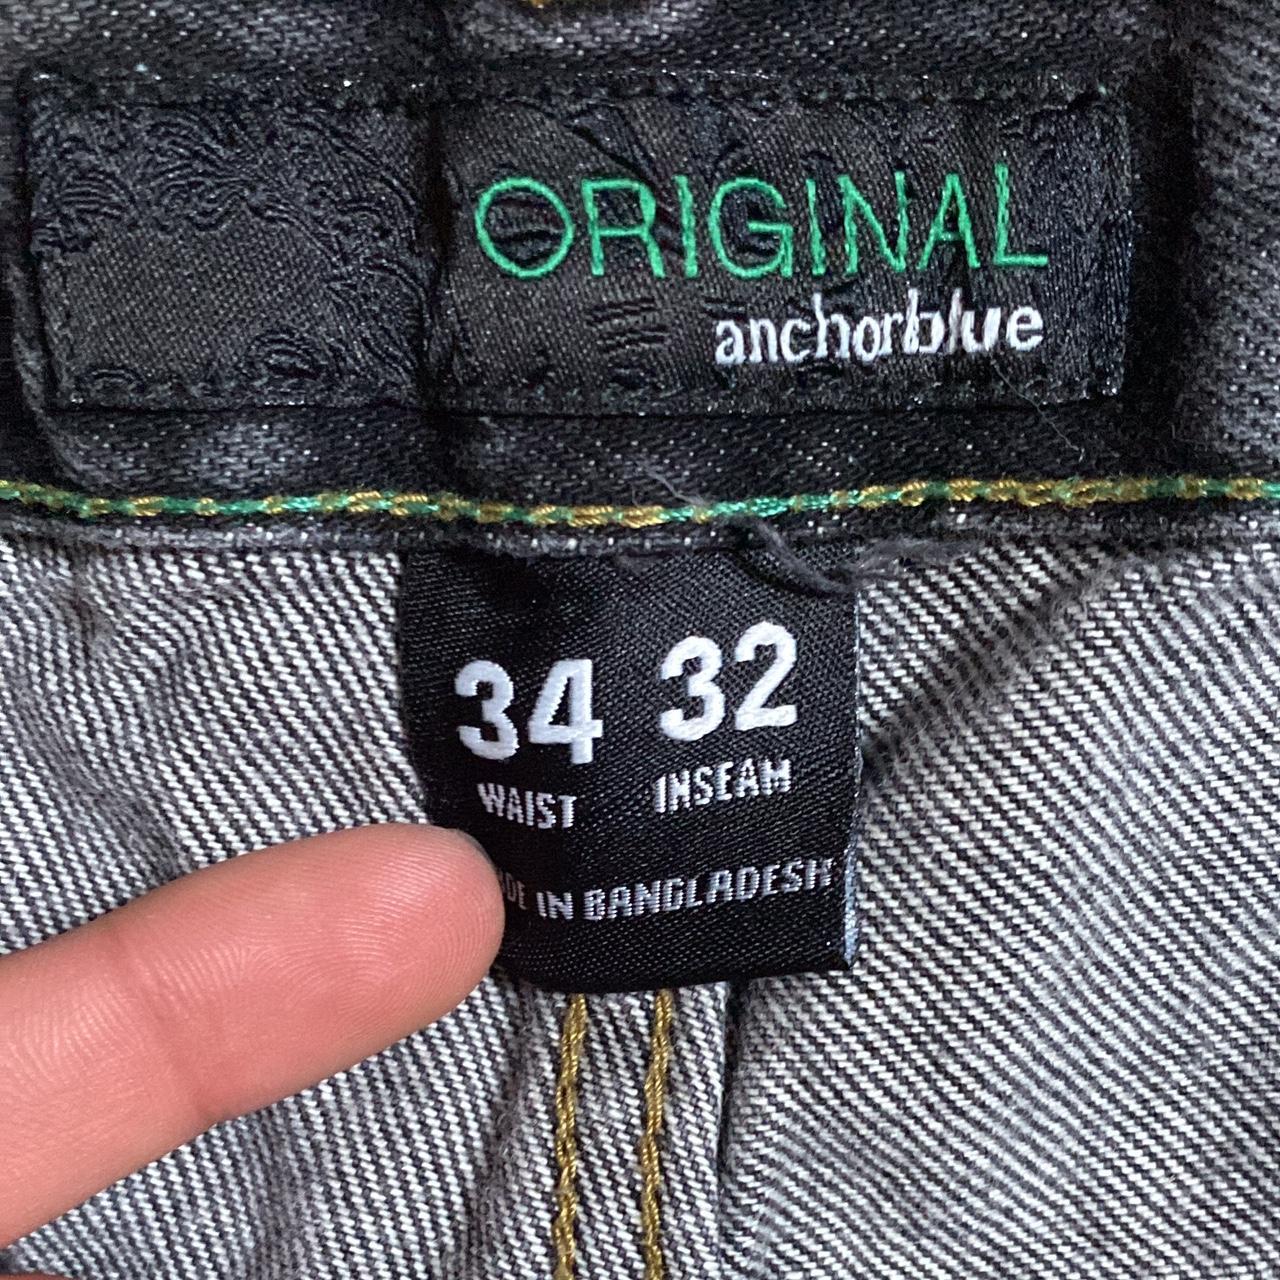 ORIGINAL
anchorblue
34 32
WAIST INSEAM
DE IN BANGLADESH